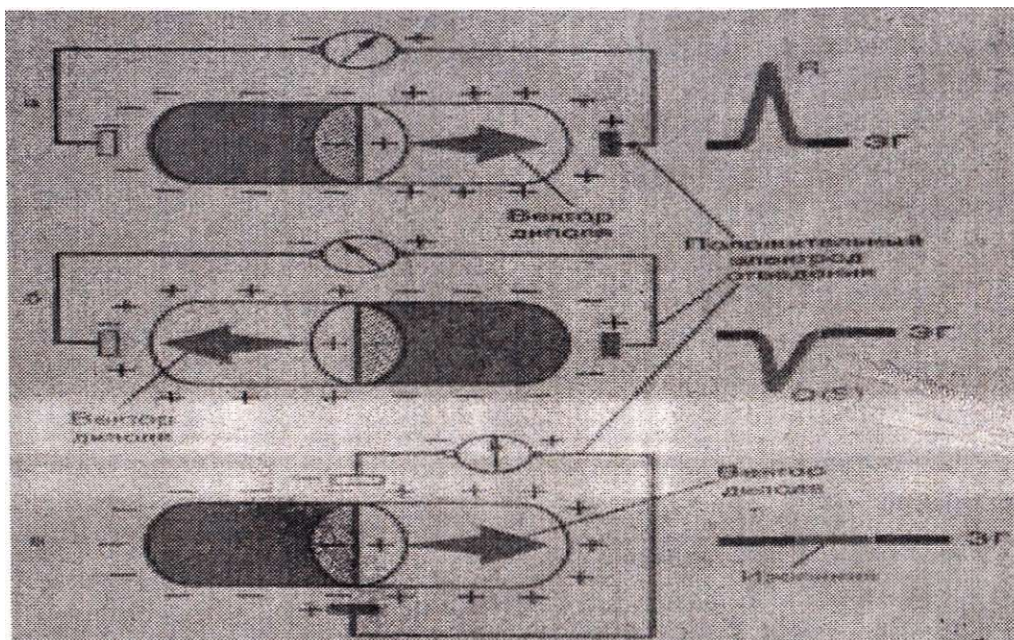 а
R
ЭГ
Вектор
диполя
Положительный
электрод
отведения
б
ЭГ
Q(S)
Вектор
диполя
Вектор
диполя
в
ЭГ
Изолиния